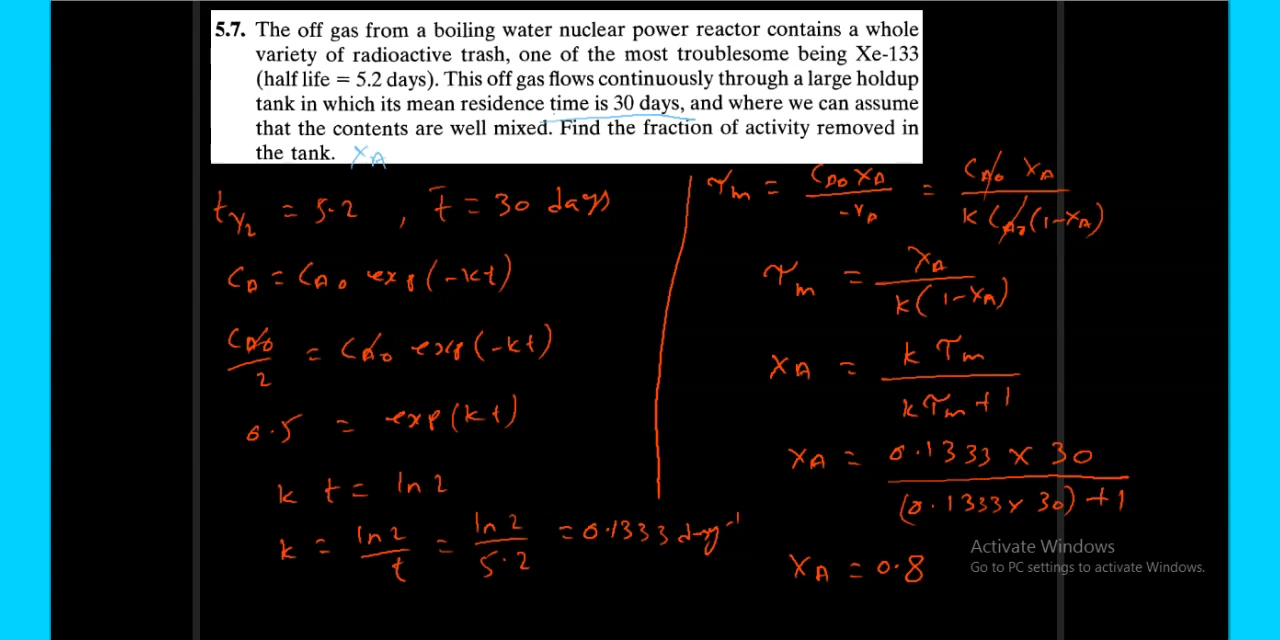 5.7. The off gas from a boiling water nuclear power reactor contains a whole
variety of radioactive trash, one of the most troublesome being Xe-133
(half life = 5.2 days). This off gas flows continuously through a large holdup
tank in which its mean residence time is 30 days, and where we can assume
that the contents are well mixed. Find the fraction of activity removed in
the tank. XA
t1/2 = 5.2 , t̄ = 30 days
CA = CA0 exp(-kt)
CA0/2 = CA0 exp(-kt)
0.5 = exp(kt)
k t = ln 2
k = ln 2/t = ln 2/5.2 = 0.1333 day-1
τm = CA0 XA/-rA = CA0 XA/k CA0(1-XA)
τm = XA/k(1-XA)
XA = k τm/k τm + 1
XA = 0.1333 x 30/(0.1333 x 30) + 1
XA = 0.8
Activate Windows
Go to PC settings to activate Windows.